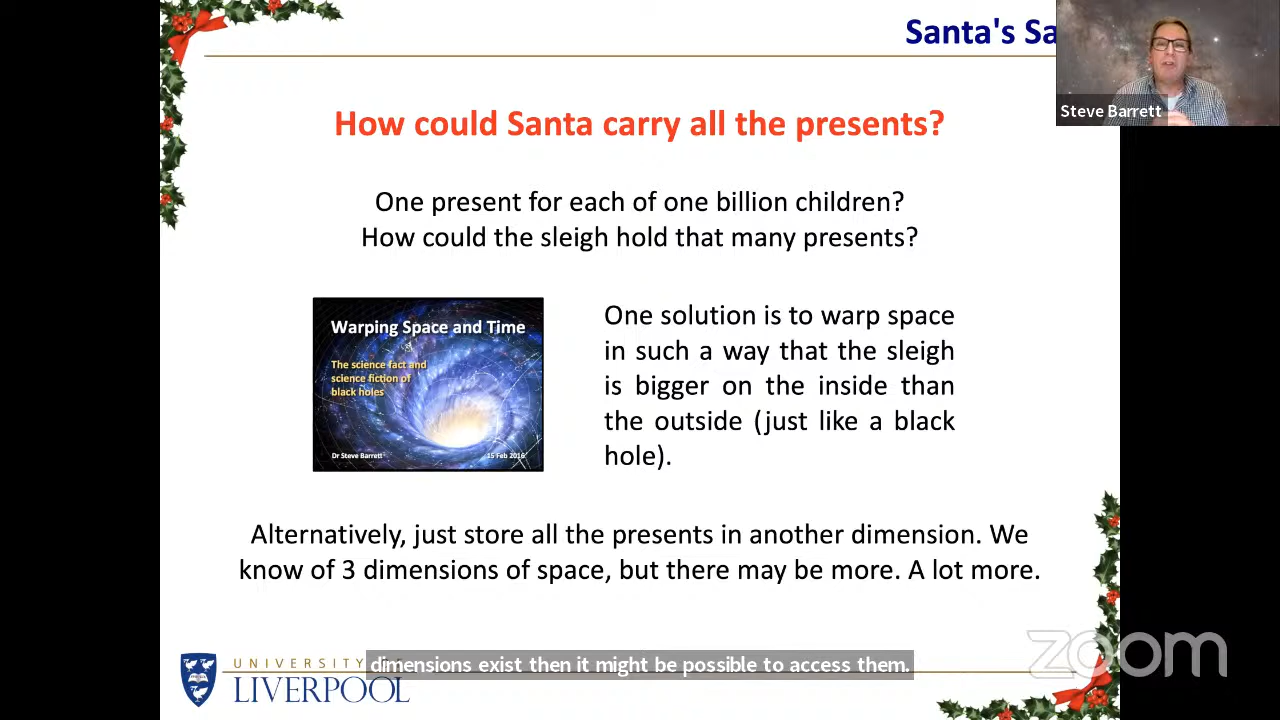 Santa's Sa
Steve Barrett
How could Santa carry all the presents?
One present for each of one billion children?
How could the sleigh hold that many presents?
Warping Space and Time
The science fact and
science fiction of
black holes
Dr Steve Barrett
15 Feb 2016
One solution is to warp space
in such a way that the sleigh
is bigger on the inside than
the outside (just like a black
hole).
Alternatively, just store all the presents in another dimension. We
know of 3 dimensions of space, but there may be more. A lot more.
UNIVERSITY
LIVERPOOL
dimensions exist then it might be possible to access them.
zoom